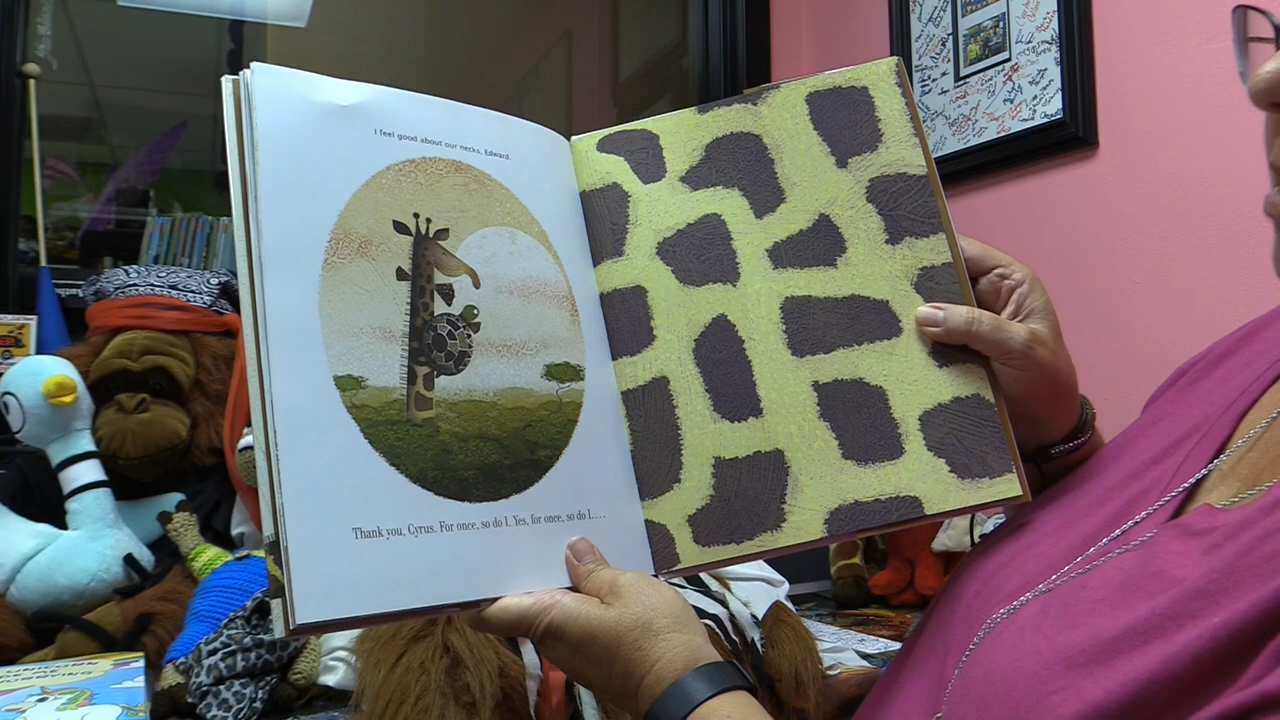 I feel good about our necks, Edward.
Thank you, Cyrus. For once, so do I. Yes, for once, so do I. . . .